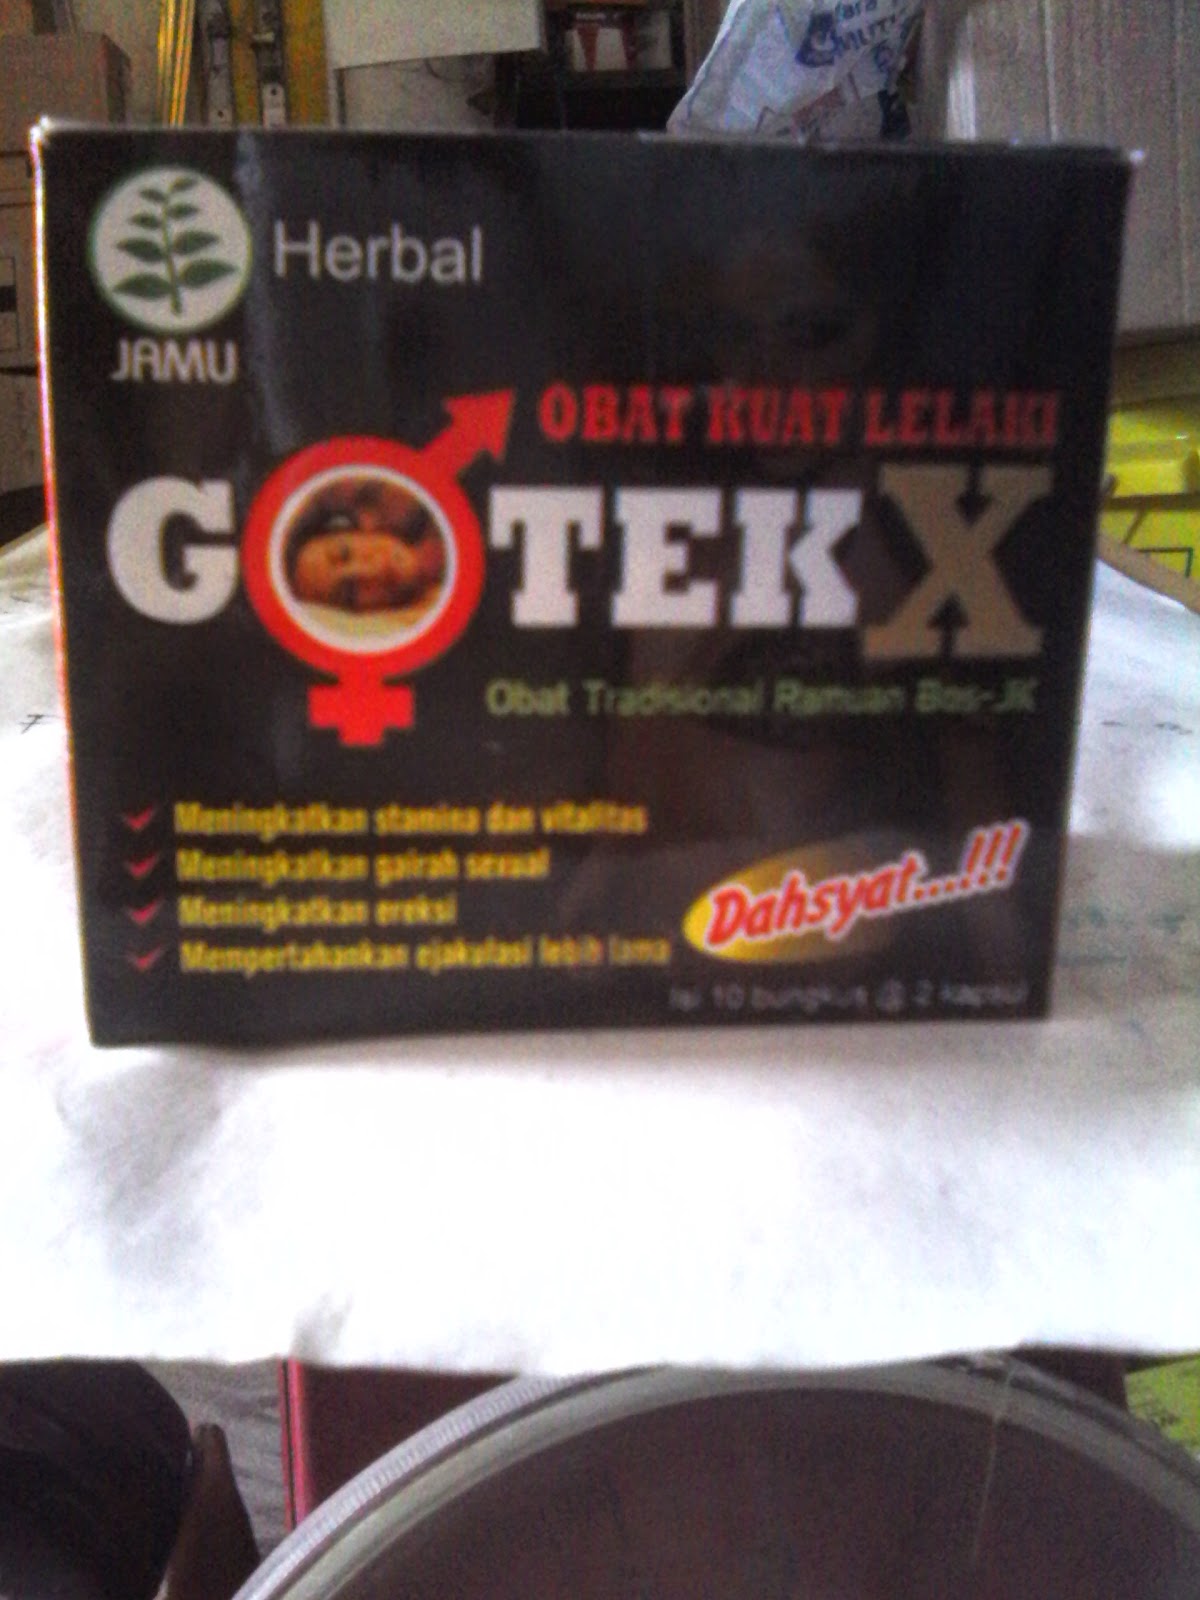 Herbal
JAMU
OBAT KUAT LELAKI
GOTEKX
Obat Tradisional Ramuan Bos-JK
Meningkatkan stamina dan vitalitas
Meningkatkan gairah sexual
Meningkatkan ereksi
Mempertahankan ejakulasi lebih lama
Dahsyat....!!!
Isi 10 bungkus @ 2 kapsul